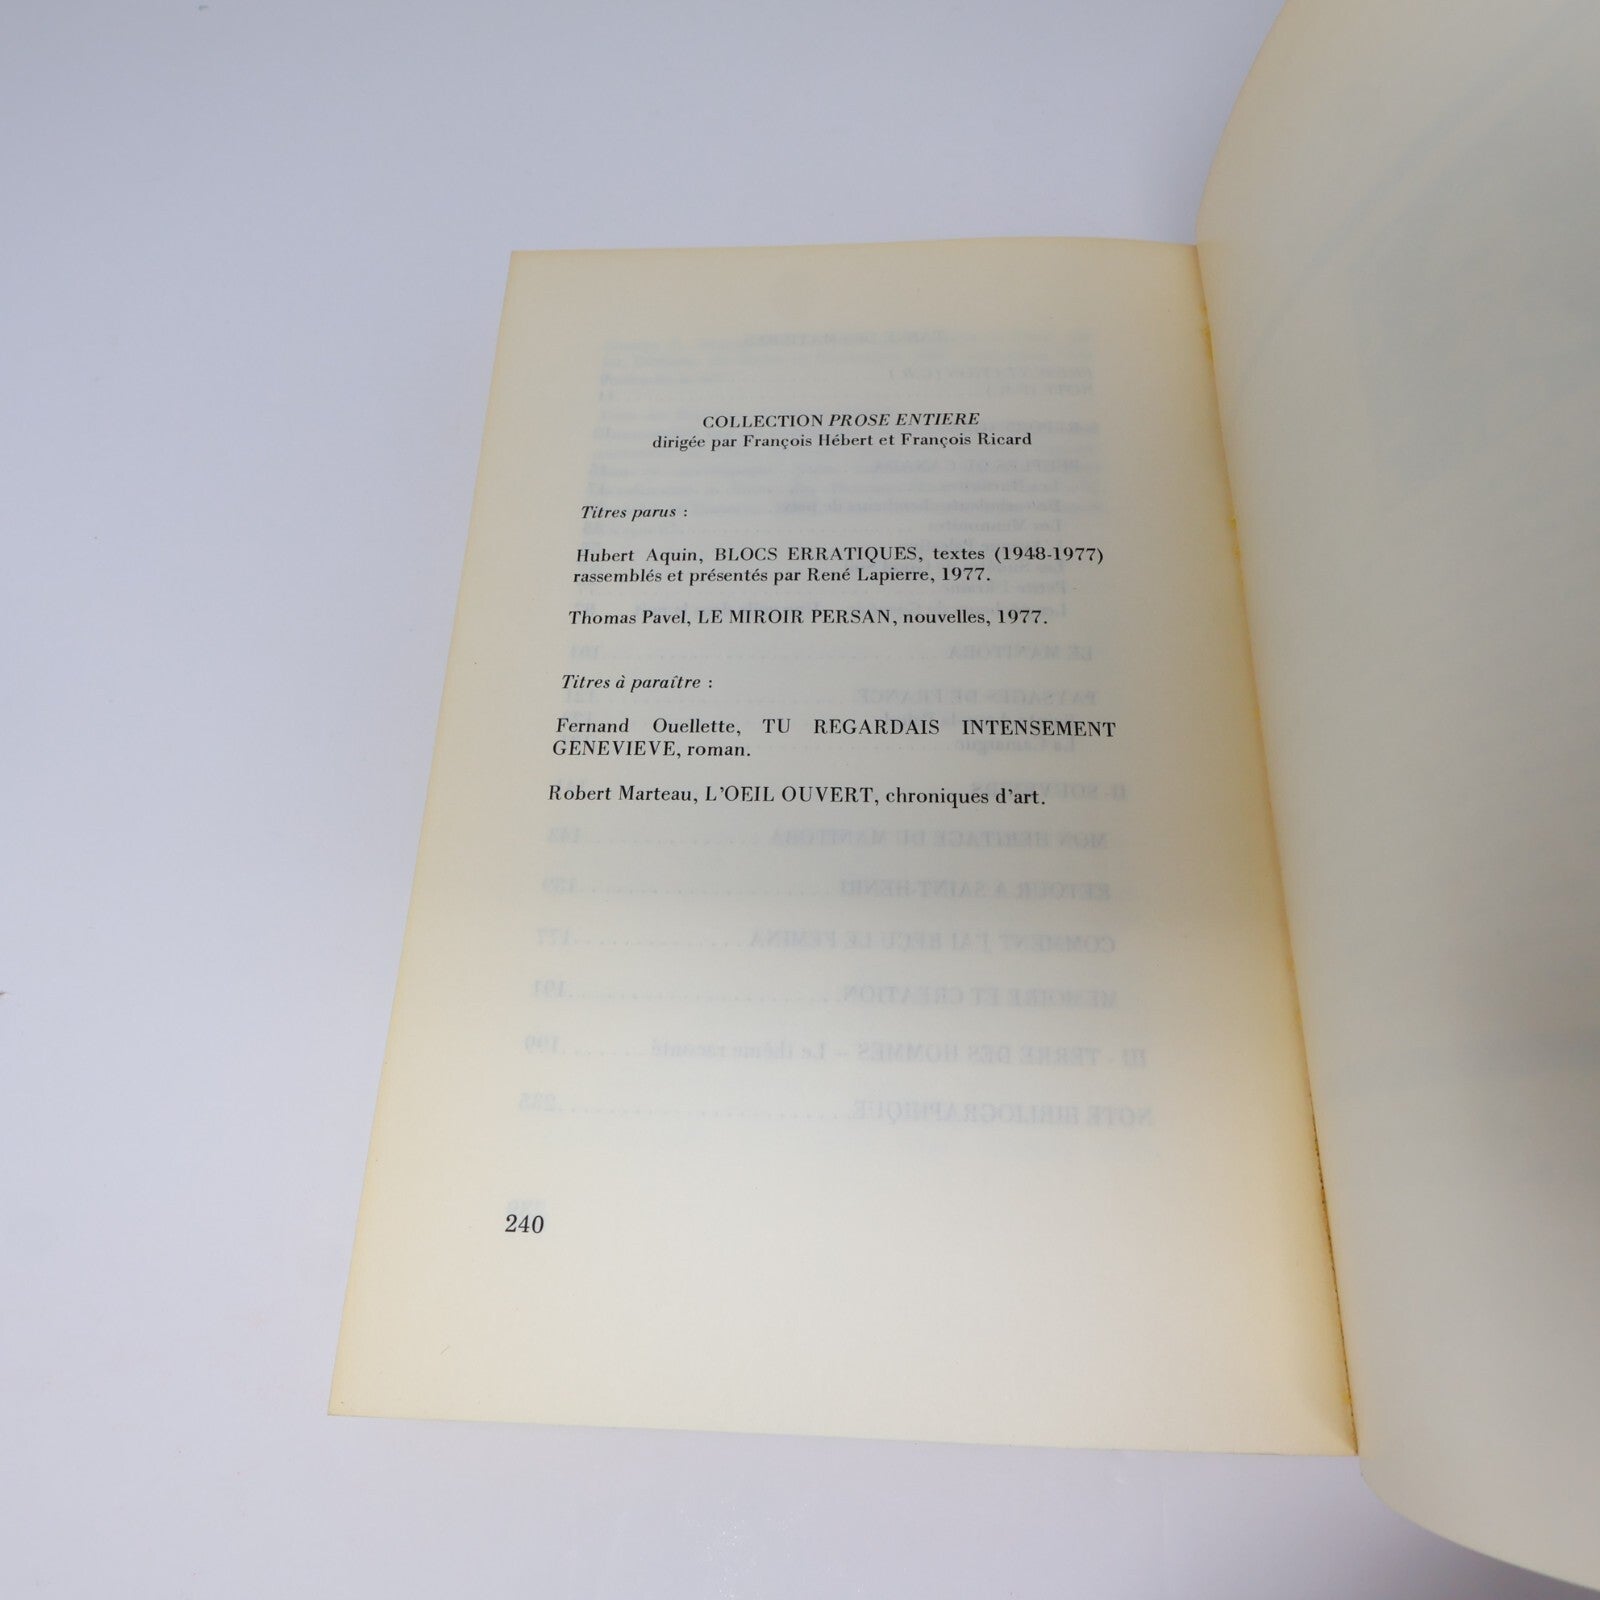 COLLECTION PROSE ENTIERE
dirigée par François Hébert et François Ricard
Titres parus :
Hubert Aquin, BLOCS ERRATIQUES, textes (1948-1977)
rassemblés et présentés par René Lapierre, 1977.
Thomas Pavel, LE MIROIR PERSAN, nouvelles, 1977.
Titres à paraître :
Fernand Ouellette, TU REGARDAIS INTENSEMENT
GENEVIEVE, roman.
Robert Marteau, L'OEIL OUVERT, chroniques d'art.
240